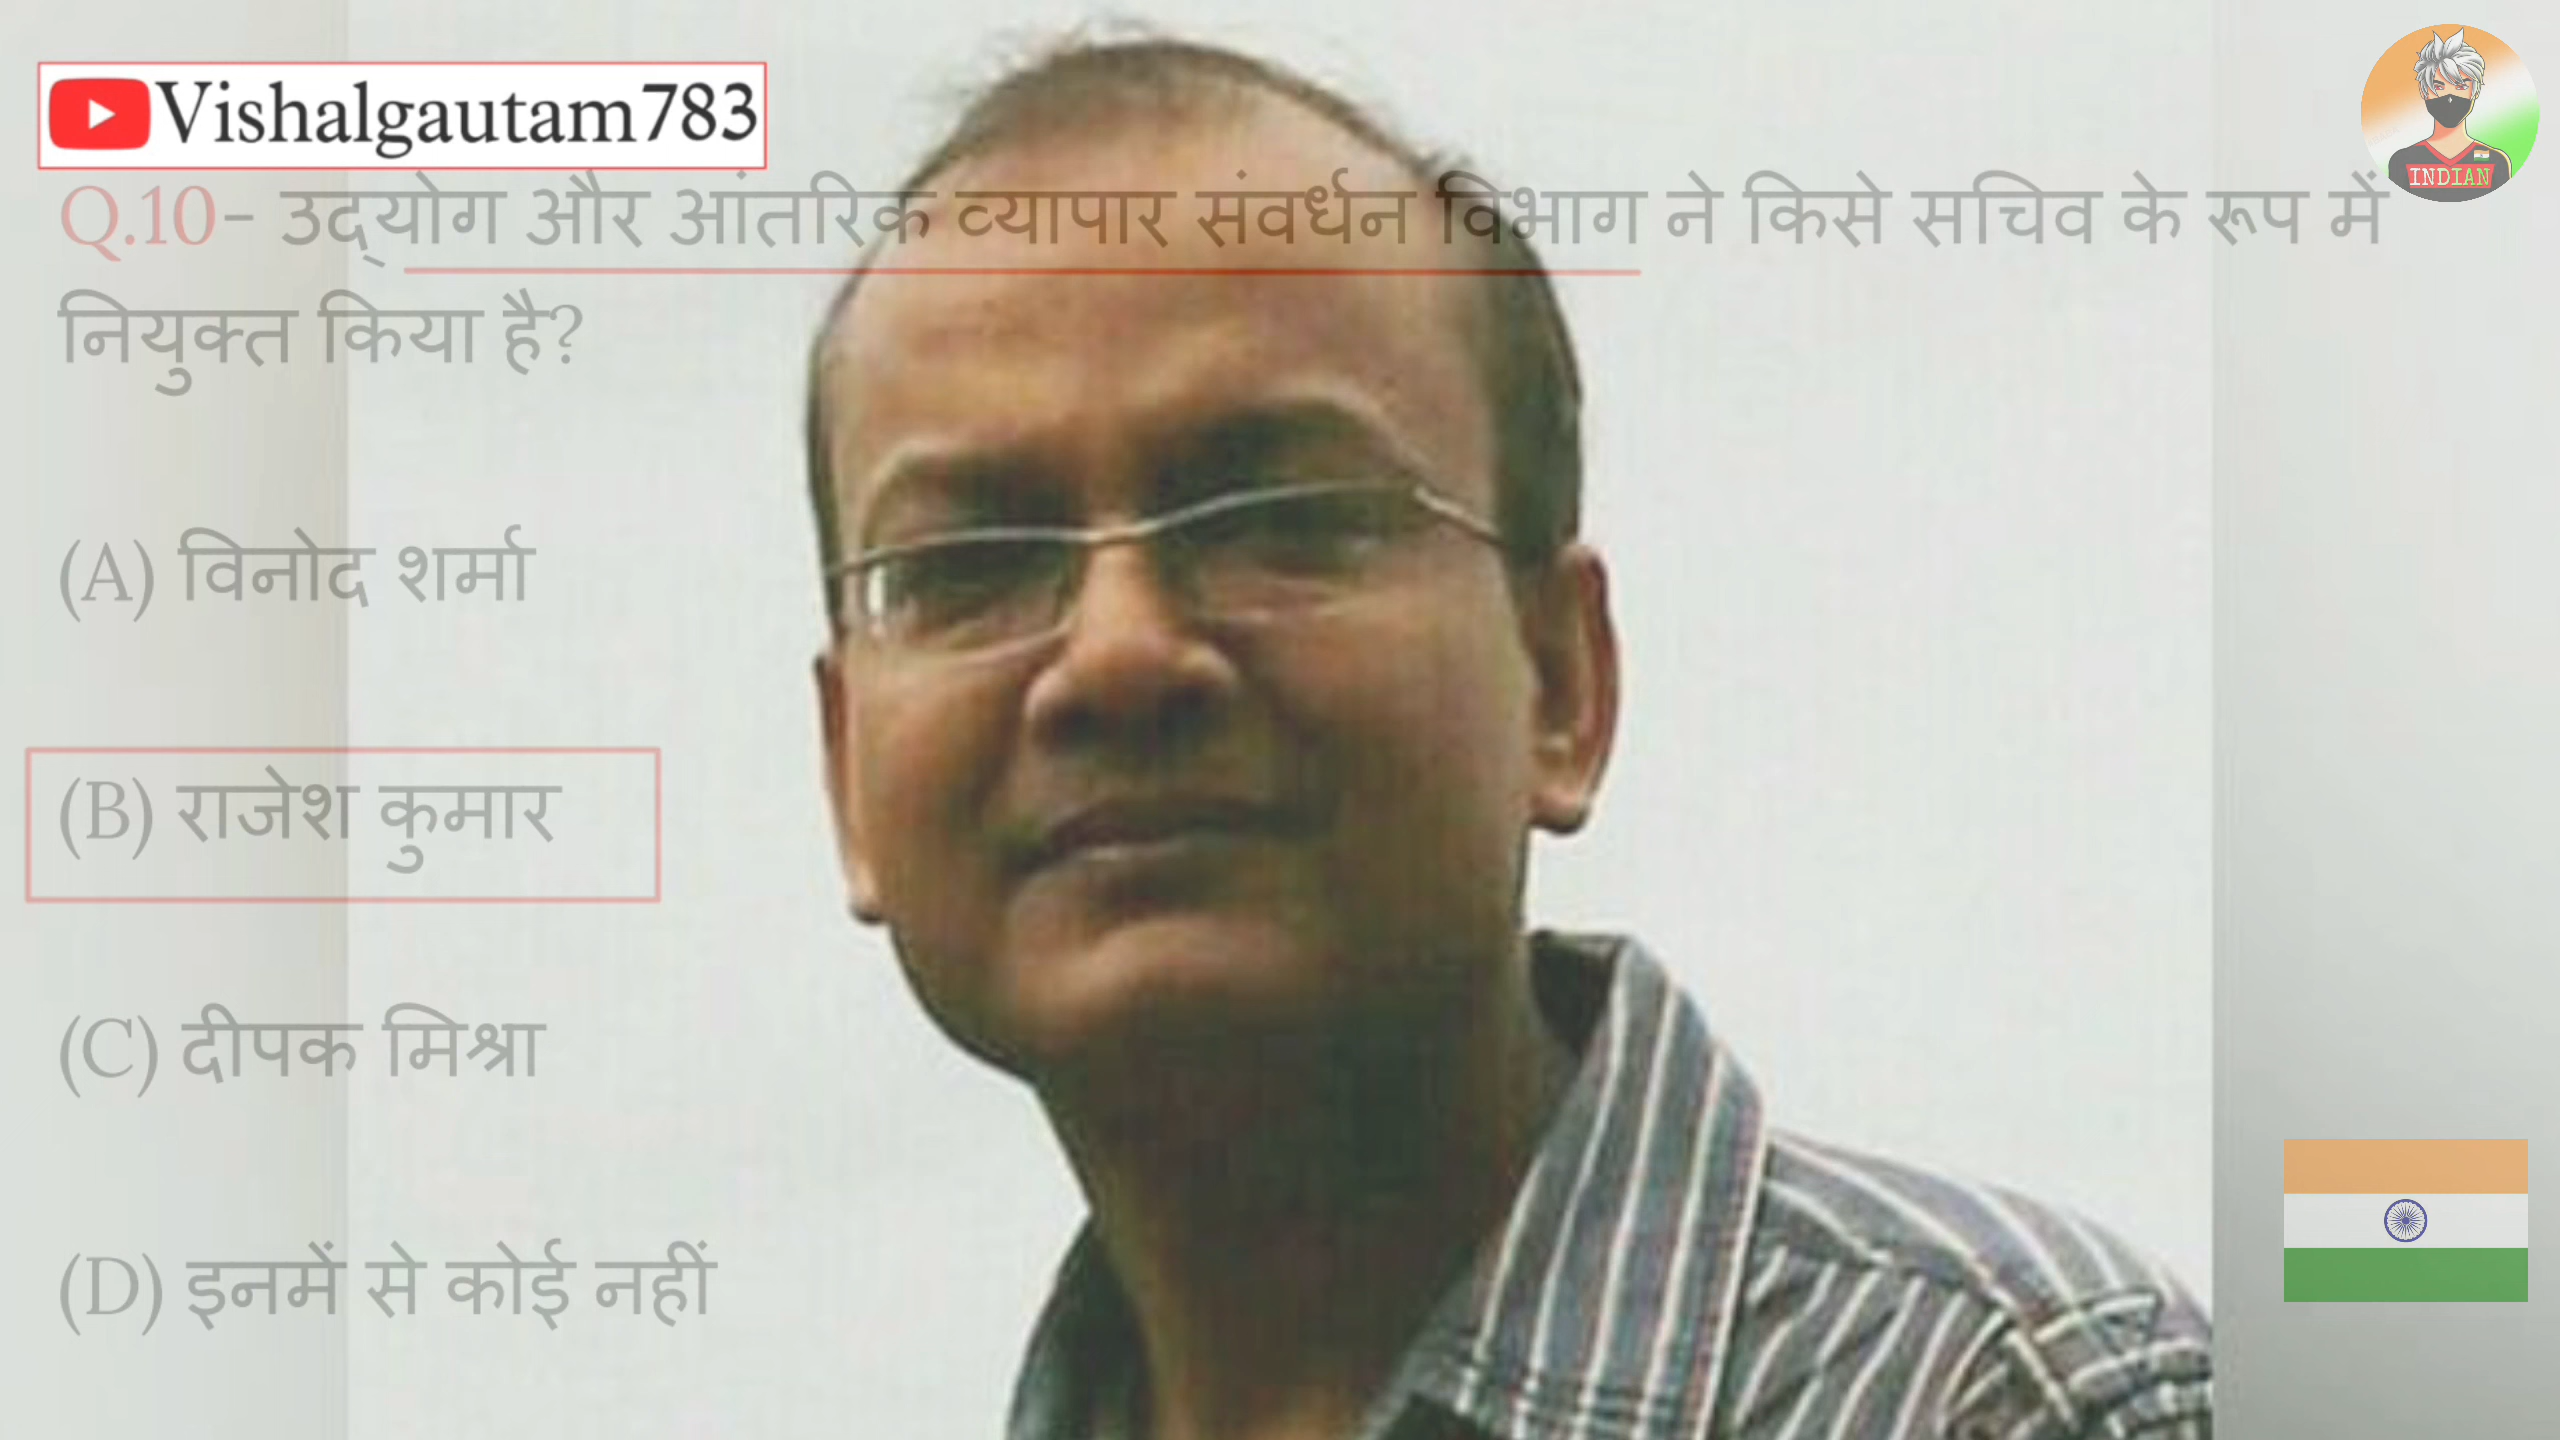 Vishalgautam783
INDIAN
Q.10- उद्योग और आंतरिक व्यापार संवर्धन विभाग ने किसे सचिव के रूप में
नियुक्त किया है?
(A) विनोद शर्मा
(B) राजेश कुमार
(C) दीपक मिश्रा
(D) इनमें से कोई नहीं